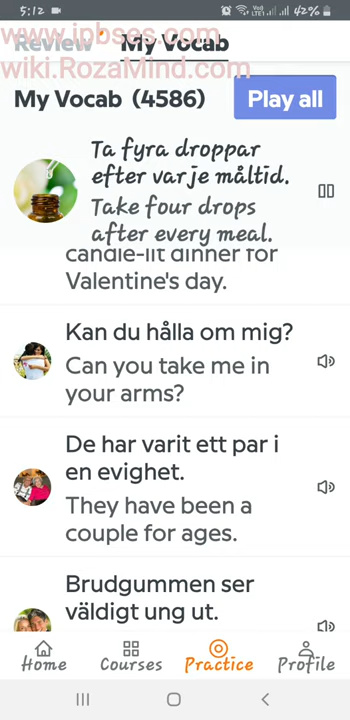 5:12
42%
www.ipbses.com
Review My Vocab
wiki.RozaMind.com
My Vocab (4586)
Play all
Ta fyra droppar
efter varje måltid.
Take four drops
after every meal.
candle-lit dinner for
Valentine's day.
Kan du hålla om mig?
Can you take me in
your arms?
De har varit ett par i
en evighet.
They have been a
couple for ages.
Brudgummen ser
väldigt ung ut.
Home Courses Practice Profile